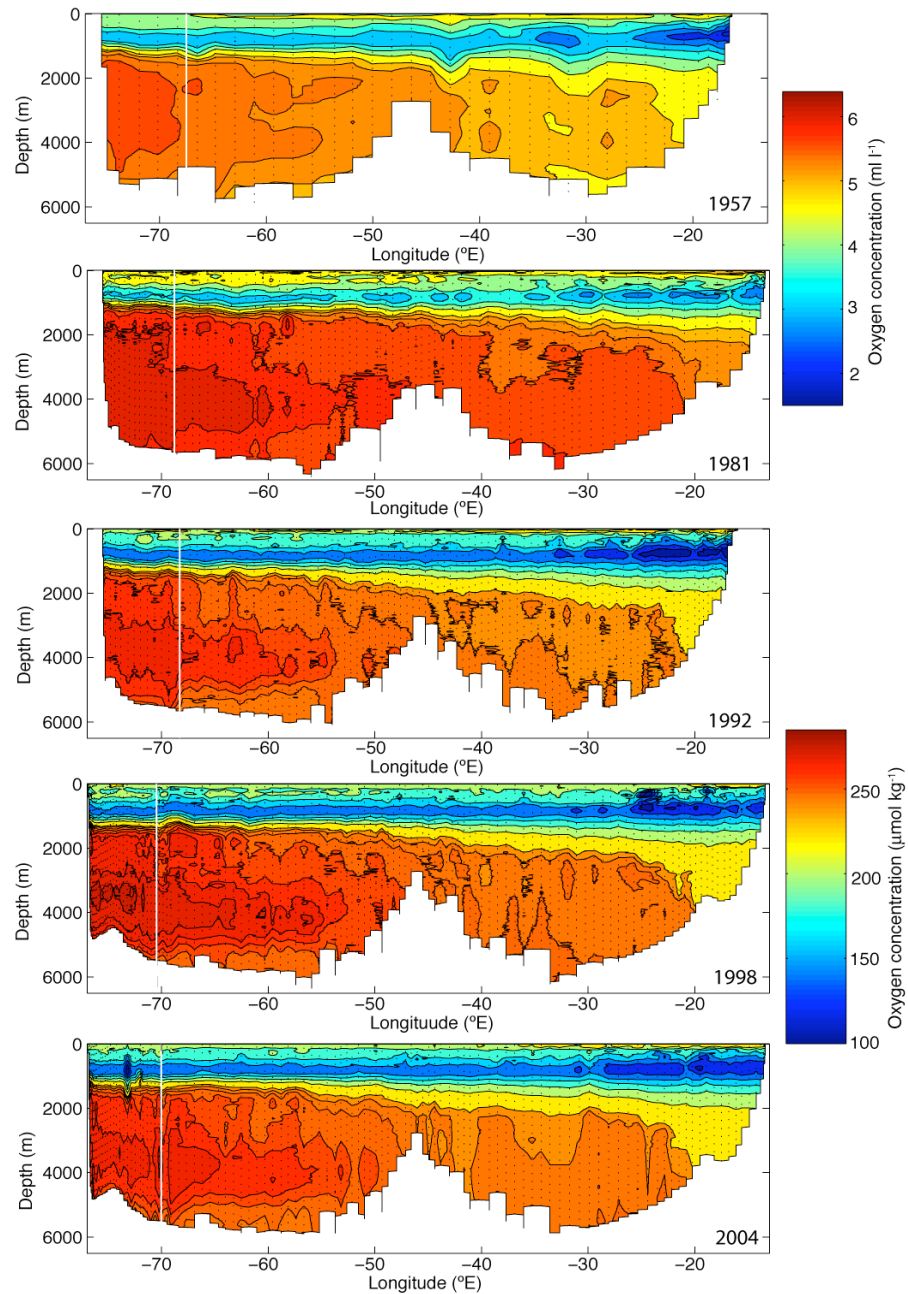 0
2000
4000
6000
Depth (m)
1957
−70 −60 −50 −40 −30 −20
Longitude (ºE)
6
5
4
3
2
Oxygen concentration (ml l⁻¹)
0
2000
4000
6000
Depth (m)
1981
−70 −60 −50 −40 −30 −20
Longitude (ºE)
0
2000
4000
6000
Depth (m)
1992
−70 −60 −50 −40 −30 −20
Longitude (ºE)
250
200
150
100
Oxygen concentration (μmol kg⁻¹)
0
2000
4000
6000
Depth (m)
1998
−70 −60 −50 −40 −30 −20
Longituude (ºE)
0
2000
4000
6000
Depth (m)
2004
−70 −60 −50 −40 −30 −20
Longitude (ºE)